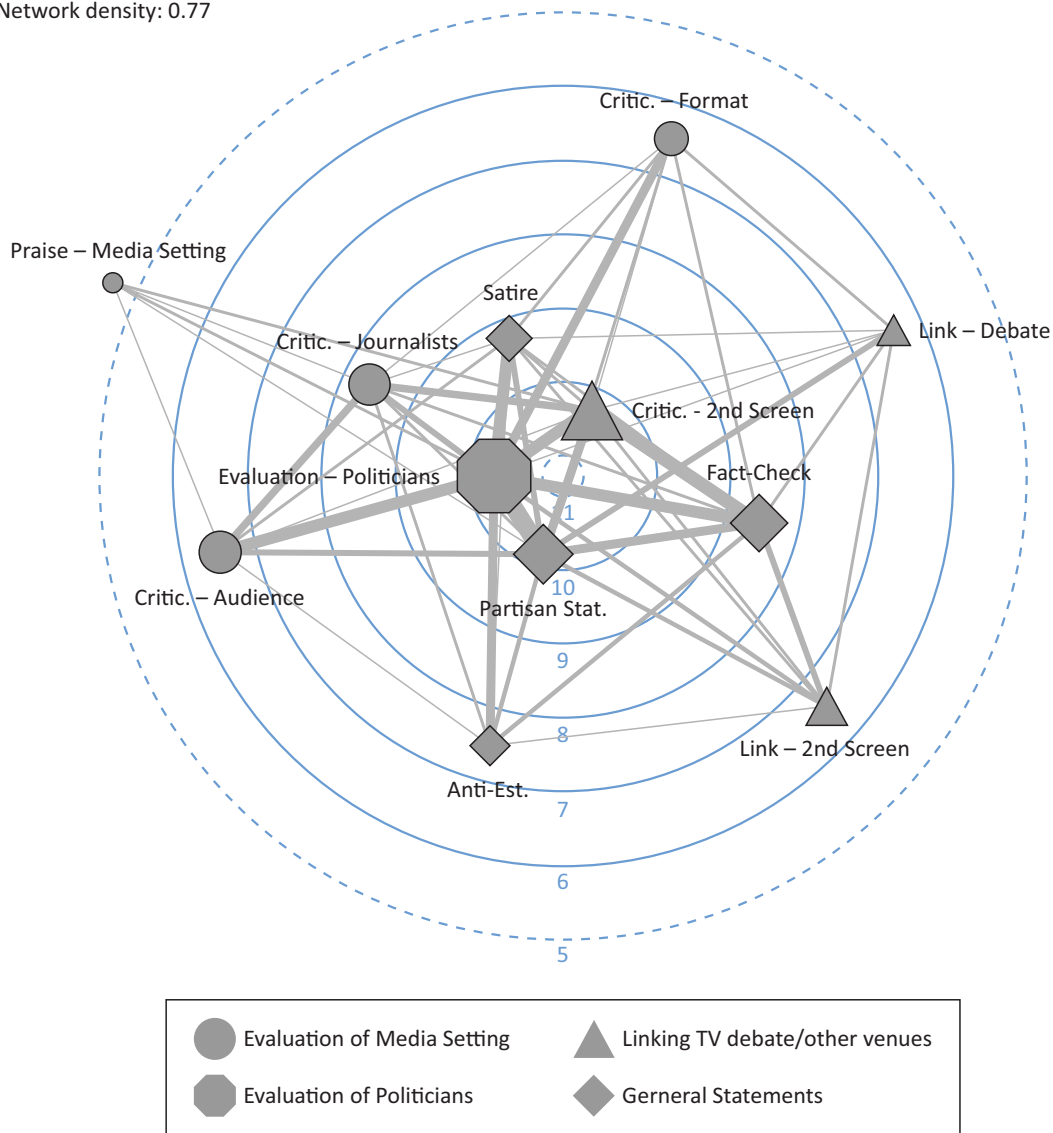 Network density: 0.77
Critic. – Format
Praise – Media Setting
Satire
Link – Debate
Critic. – Journalists
Critic. - 2nd Screen
Evaluation – Politicians
Fact-Check
11
10
Critic. – Audience
Partisan Stat.
9
8
Link – 2nd Screen
Anti-Est.
7
6
5
Evaluation of Media Setting
Linking TV debate/other venues
Evaluation of Politicians
Gerneral Statements